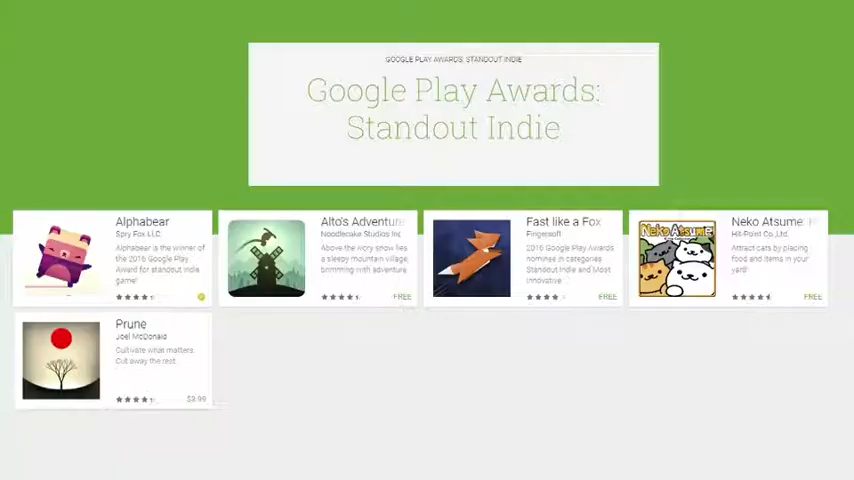 GOOGLE PLAY AWARDS: STANDOUT INDIE
Google Play Awards:
Standout Indie
Alphabear
Spry Fox LLC
Alphabear is the winner of
the 2016 Google Play
Award for standout indie
game!
Alto's Adventure
Noodlecake Studios Inc
Above the ivory snow lies
a sleepy mountain village,
brimming with adventure
FREE
Fast like a Fox
Fingersoft
2016 Google Play Awards
nominee in categories
Standout Indie and Most
Innovative
FREE
Neko Atsume
Neko Atsume:
Hit-Point Co.,Ltd.
Attract cats by placing
food and items in your
yard!
FREE
Prune
Joel McDonald
Cultivate what matters.
Cut away the rest.
$3.99